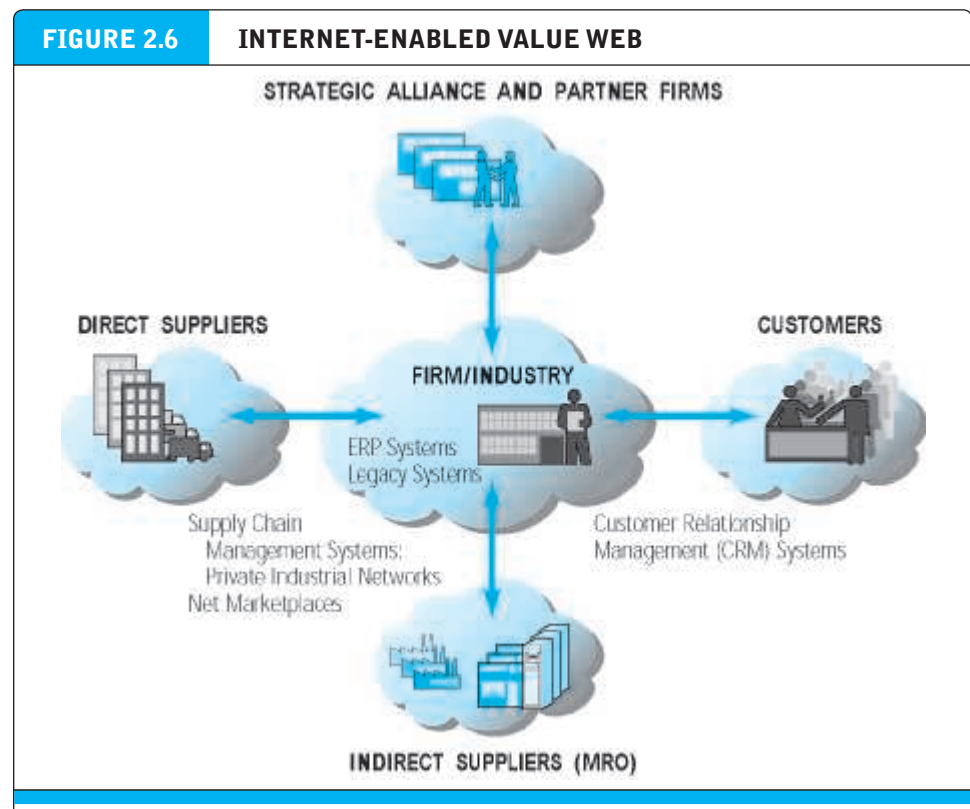 FIGURE 2.6 INTERNET-ENABLED VALUE WEB
STRATEGIC ALLIANCE AND PARTNER FIRMS
DIRECT SUPPLIERS
CUSTOMERS
FIRM/INDUSTRY
ERP Systems
Legacy Systems
Supply Chain
Management Systems:
Private Industrial Networks
Net Marketplaces
Customer Relationship
Management (CRM) Systems
INDIRECT SUPPLIERS (MRO)